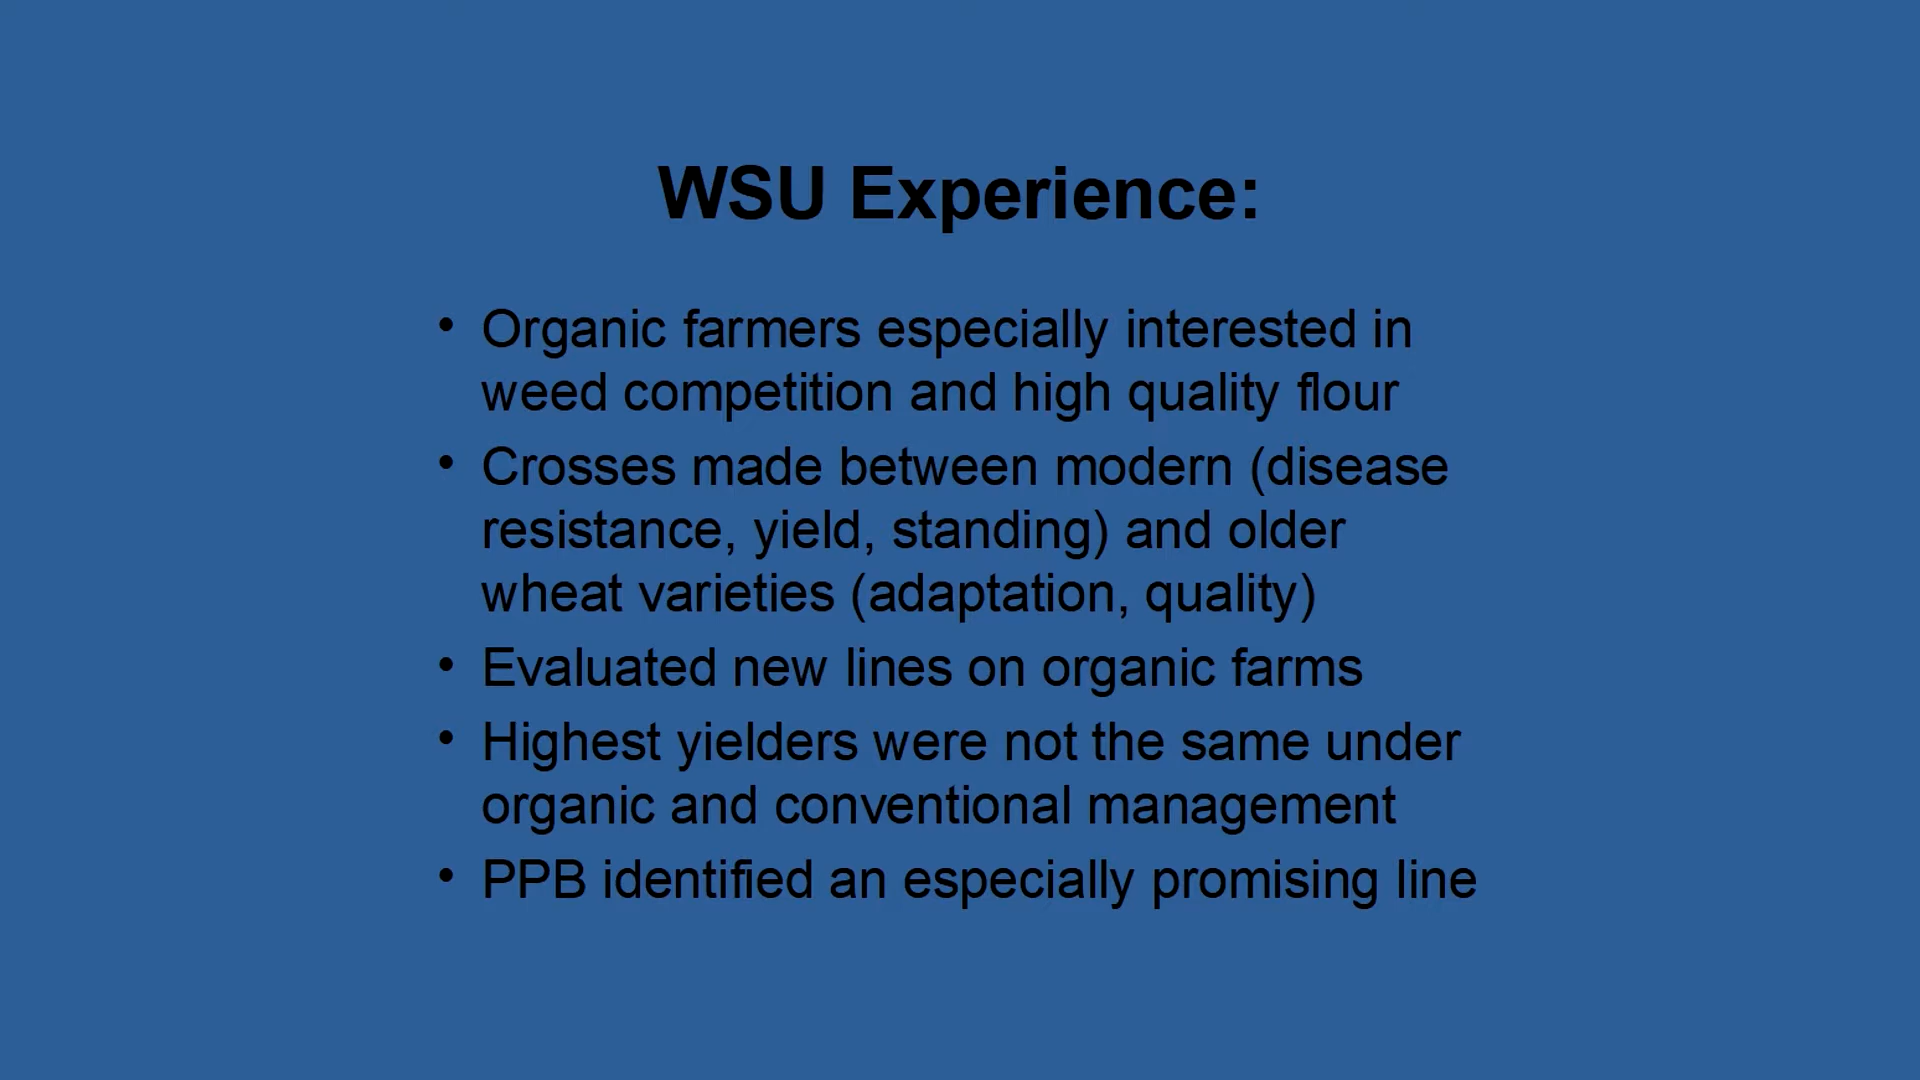 WSU Experience:
• Organic farmers especially interested in
weed competition and high quality flour
• Crosses made between modern (disease
resistance, yield, standing) and older
wheat varieties (adaptation, quality)
• Evaluated new lines on organic farms
• Highest yielders were not the same under
organic and conventional management
• PPB identified an especially promising line